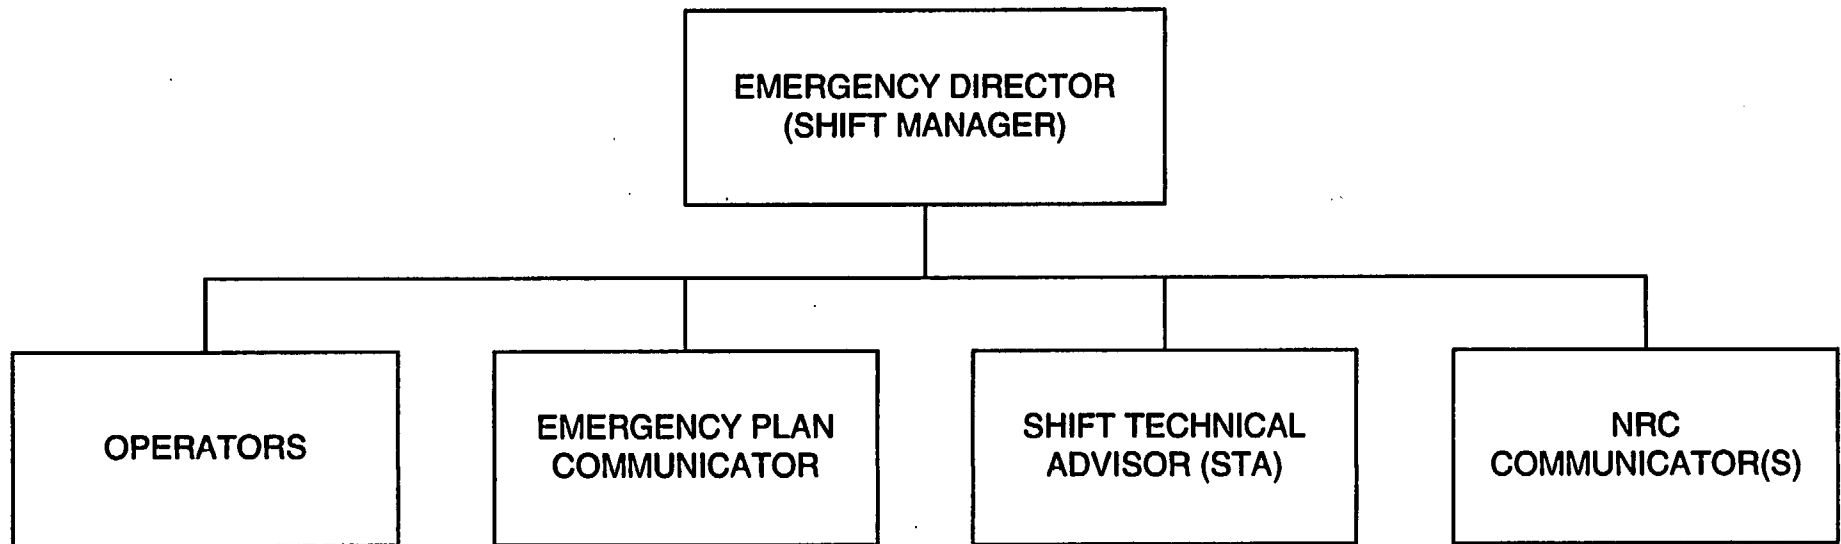 EMERGENCY DIRECTOR
(SHIFT MANAGER)
OPERATORS
EMERGENCY PLAN
COMMUNICATOR
SHIFT TECHNICAL
ADVISOR (STA)
NRC
COMMUNICATOR(S)